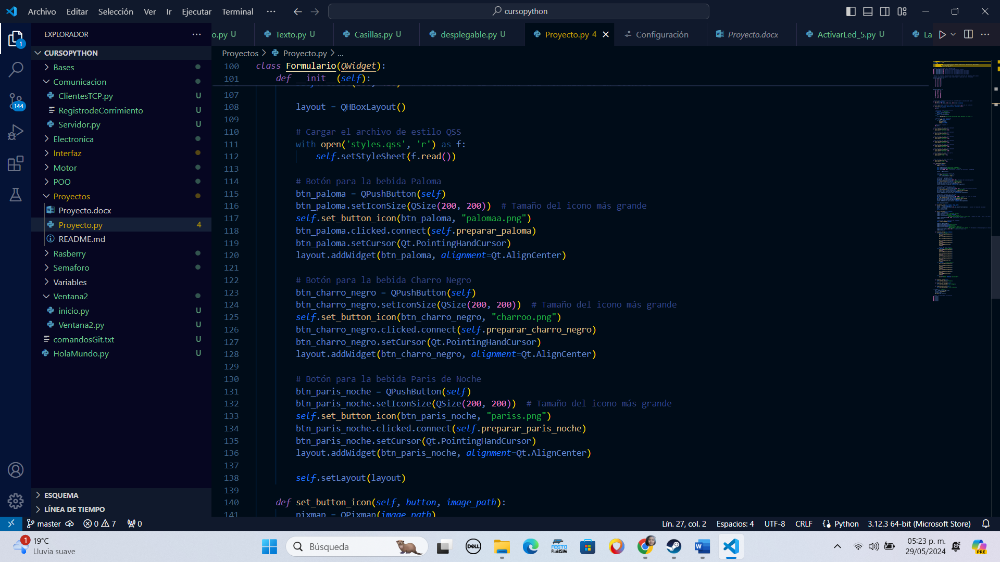 Archivo Editar Selección Ver Ir Ejecutar Terminal ··· cursopython
EXPLORADOR ···
CURSOPYTHON
Bases
Comunicacion
ClientesTCP.py U
RegistrodeCorrimiento U
Servidor.py U
Electronica
Interfaz
Motor
POO
Proyectos
Proyecto.docx
Proyecto.py 4
README.md
Rasberry
Semaforo
Variables
Ventana2
inicio.py U
Ventana2.py U
comandosGit.txt U
HolaMundo.py U
ESQUEMA
LÍNEA DE TIEMPO
1
144
o.py U Texto.py U Casillas.py U desplegable.py U Proyecto.py 4 Configuración Proyecto.docx ActivarLed_5.py U La ···
Proyectos > Proyecto.py > ...
100 class Formulario(QWidget):
101 def __init__(self):
107
108 layout = QHBoxLayout()
109
110 # Cargar el archivo de estilo QSS
111 with open('styles.qss', 'r') as f:
112 self.setStyleSheet(f.read())
113
114 # Botón para la bebida Paloma
115 btn_paloma = QPushButton(self)
116 btn_paloma.setIconSize(QSize(200, 200)) # Tamaño del icono más grande
117 self.set_button_icon(btn_paloma, "palomaa.png")
118 btn_paloma.clicked.connect(self.preparar_paloma)
119 btn_paloma.setCursor(Qt.PointingHandCursor)
120 layout.addWidget(btn_paloma, alignment=Qt.AlignCenter)
121
122 # Botón para la bebida Charro Negro
123 btn_charro_negro = QPushButton(self)
124 btn_charro_negro.setIconSize(QSize(200, 200)) # Tamaño del icono más grande
125 self.set_button_icon(btn_charro_negro, "charroo.png")
126 btn_charro_negro.clicked.connect(self.preparar_charro_negro)
127 btn_charro_negro.setCursor(Qt.PointingHandCursor)
128 layout.addWidget(btn_charro_negro, alignment=Qt.AlignCenter)
129
130 # Botón para la bebida Paris de Noche
131 btn_paris_noche = QPushButton(self)
132 btn_paris_noche.setIconSize(QSize(200, 200)) # Tamaño del icono más grande
133 self.set_button_icon(btn_paris_noche, "pariss.png")
134 btn_paris_noche.clicked.connect(self.preparar_paris_noche)
135 btn_paris_noche.setCursor(Qt.PointingHandCursor)
136 layout.addWidget(btn_paris_noche, alignment=Qt.AlignCenter)
137
138 self.setLayout(layout)
139
140 def set_button_icon(self, button, image_path):
141 pixmap = QPixmap(image_path)
master 0 7 0 Lín. 27, col. 2 Espacios: 4 UTF-8 CRLF Python 3.12.3 64-bit (Microsoft Store)
1 19°C
Lluvia suave
Búsqueda
DELL
FESTO
FluidSIM
05:23 p. m.
29/05/2024
PRE